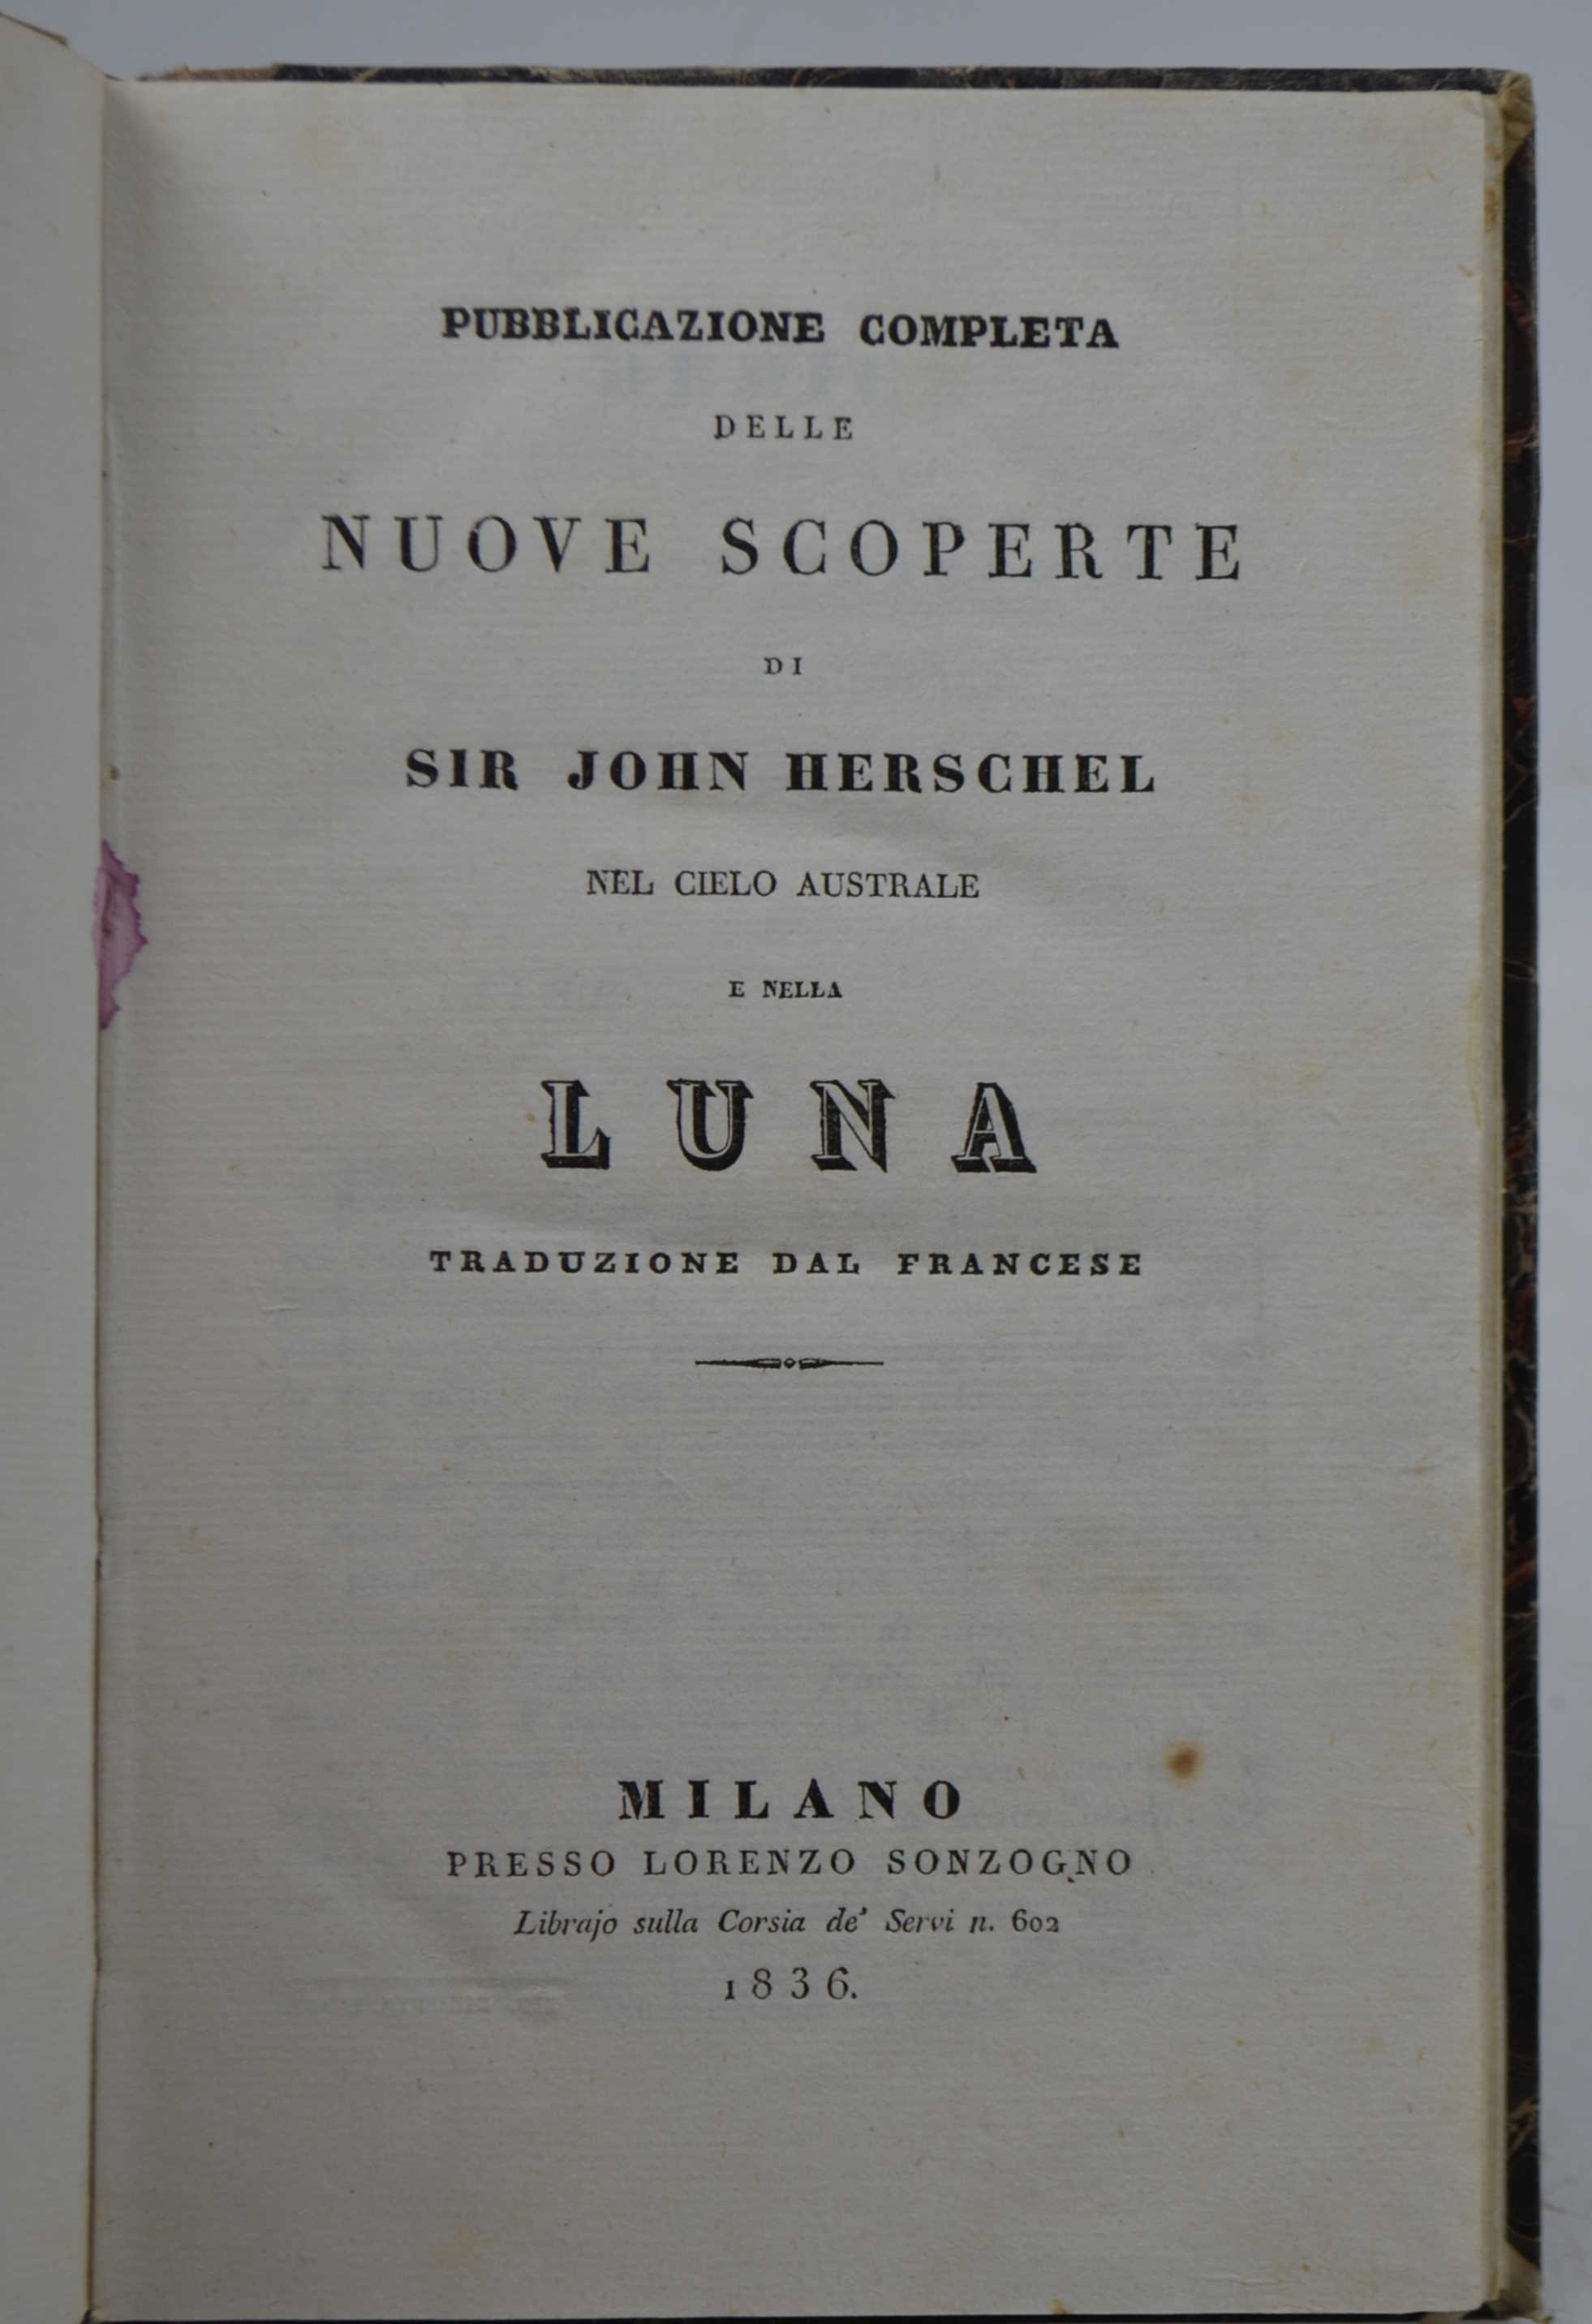 PUBBLICAZIONE COMPLETA
DELLE
NUOVE SCOPERTE
DI
SIR JOHN HERSCHEL
NEL CIELO AUSTRALE
E NELLA
LUNA
TRADUZIONE DAL FRANCESE
MILANO
PRESSO LORENZO SONZOGNO
Librajo sulla Corsia de' Servi n. 602
1836.